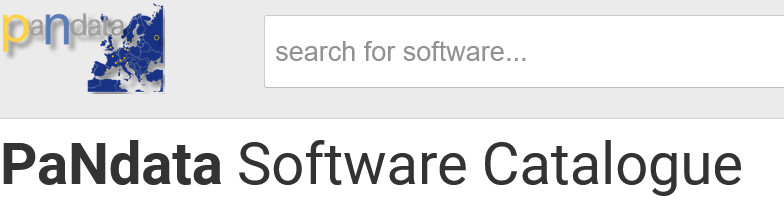 paNdata
search for software...
PaNdata Software Catalogue